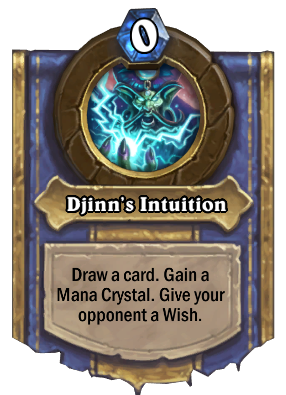 0
Djinn's Intuition
Draw a card. Gain a
Mana Crystal. Give your
opponent a Wish.